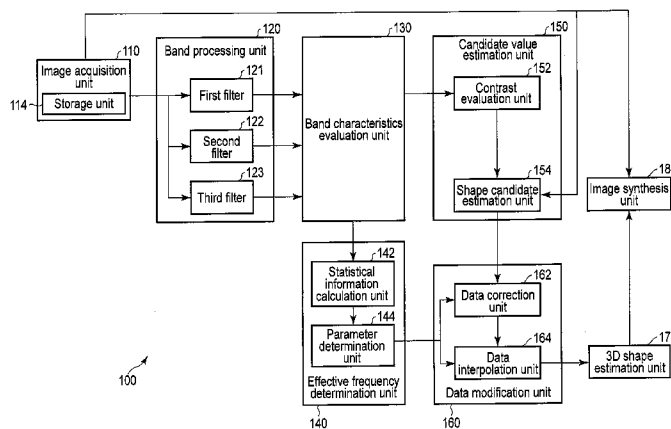 110
Image acquisition
unit
114
Storage unit
120
Band processing unit
121
First filter
122
Second
filter
123
Third filter
130
Band characteristics
evaluation unit
150
Candidate value
estimation unit
152
Contrast
evaluation unit
154
Shape candidate
estimation unit
18
Image synthesis
unit
142
Statistical
information
calculation unit
144
Parameter
determination
unit
Effective frequency
determination unit
140
162
Data correction
unit
164
Data
interpolation unit
Data modification unit
160
17
3D shape
estimation unit
100